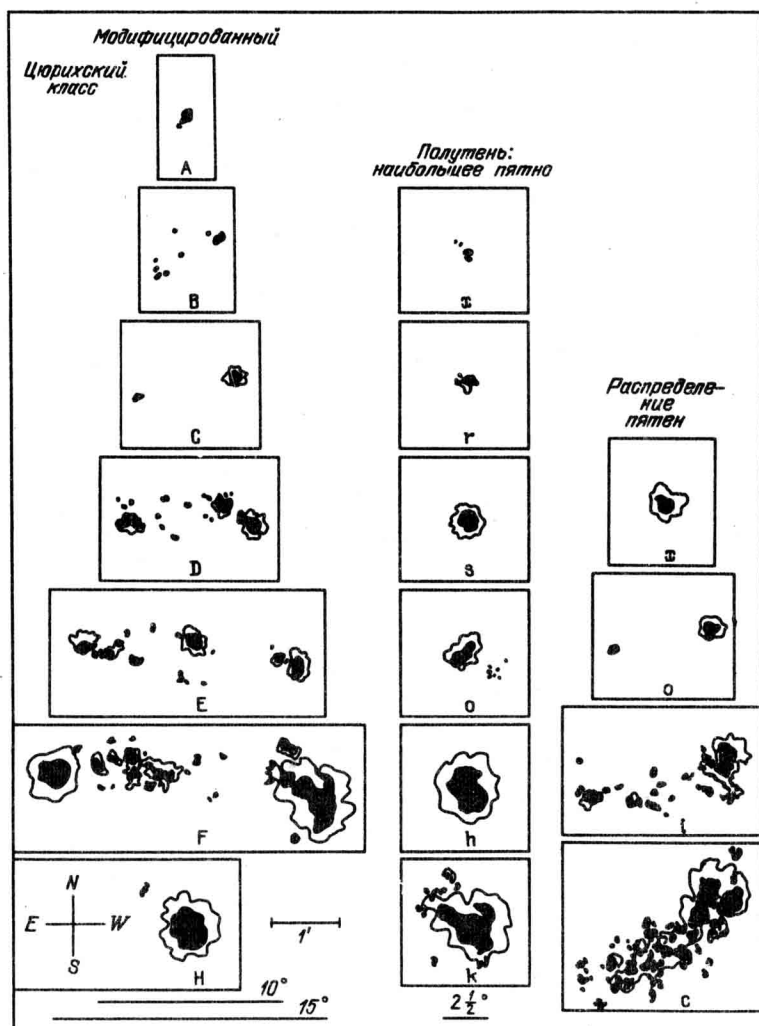 Модифицированный
Цюрихский
класс
A
B
C
D
E
F
N
E W
S
H
1'
10°
15°
Полутень:
наибольшее пятно
x
r
s
o
h
k
2 1/2°
Распределе-
ние
пятен
x
o
i
c